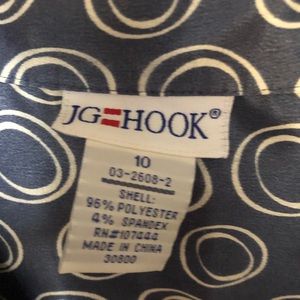 JG HOOK®
10
03-2608-2
SHELL:
96% POLYESTER
4% SPANDEX
RN#107444
MADE IN CHINA
30800